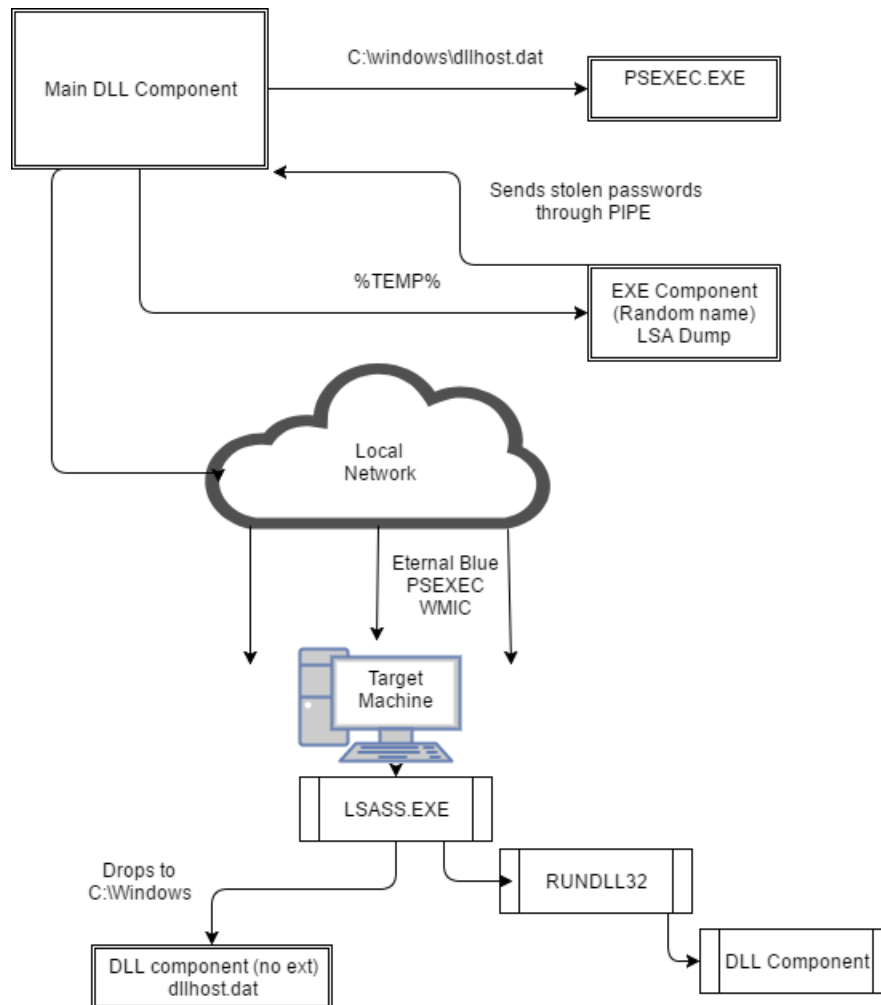 C:\windows\dllhost.dat
Main DLL Component
PSEXEC.EXE
Sends stolen passwords
through PIPE
%TEMP%
EXE Component
(Random name)
LSA Dump
Local
Network
Eternal Blue
PSEXEC
WMIC
Target
Machine
LSASS.EXE
Drops to
C:\Windows
RUNDLL32
DLL component (no ext)
dllhost.dat
DLL Component